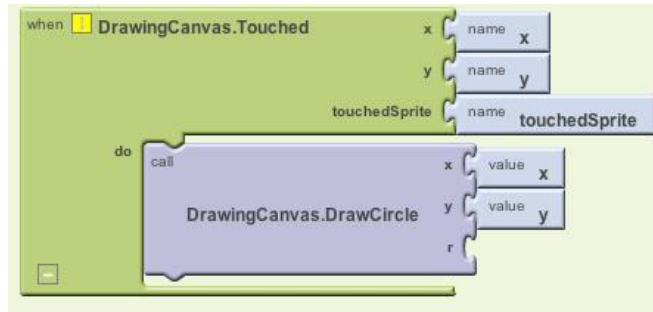 when ! DrawingCanvas.Touched x name x
y name y
touchedSprite name touchedSprite
do call x value x
DrawingCanvas.DrawCircle y value y
r